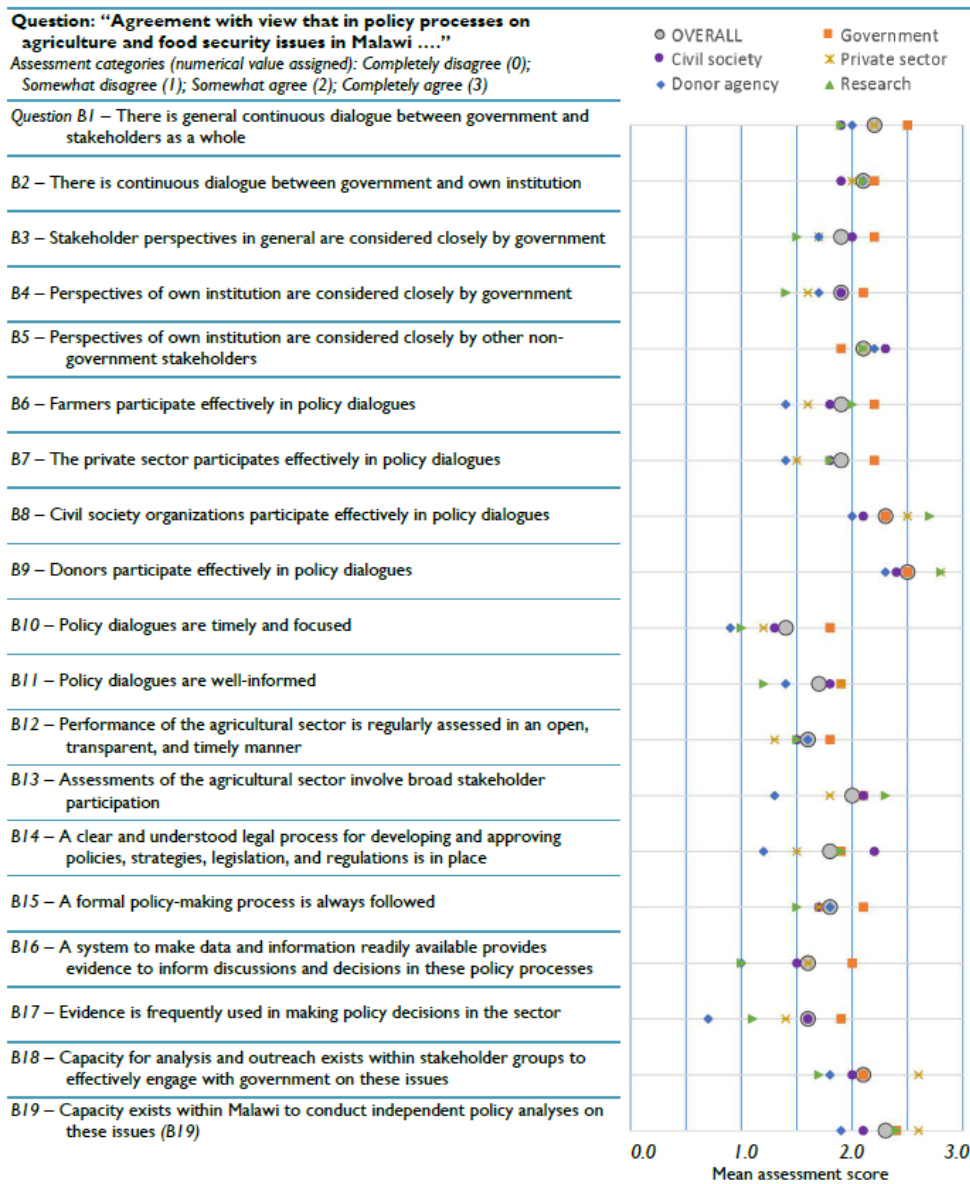 Question: “Agreement with view that in policy processes on
agriculture and food security issues in Malawi ….”
Assessment categories (numerical value assigned): Completely disagree (0);
Somewhat disagree (1); Somewhat agree (2); Completely agree (3)
OVERALL
Government
Civil society
Private sector
Donor agency
Research
Question B1 – There is general continuous dialogue between government and
stakeholders as a whole
B2 – There is continuous dialogue between government and own institution
B3 – Stakeholder perspectives in general are considered closely by government
B4 – Perspectives of own institution are considered closely by government
B5 – Perspectives of own institution are considered closely by other non-
government stakeholders
B6 – Farmers participate effectively in policy dialogues
B7 – The private sector participates effectively in policy dialogues
B8 – Civil society organizations participate effectively in policy dialogues
B9 – Donors participate effectively in policy dialogues
B10 – Policy dialogues are timely and focused
B11 – Policy dialogues are well-informed
B12 – Performance of the agricultural sector is regularly assessed in an open,
transparent, and timely manner
B13 – Assessments of the agricultural sector involve broad stakeholder
participation
B14 – A clear and understood legal process for developing and approving
policies, strategies, legislation, and regulations is in place
B15 – A formal policy-making process is always followed
B16 – A system to make data and information readily available provides
evidence to inform discussions and decisions in these policy processes
B17 – Evidence is frequently used in making policy decisions in the sector
B18 – Capacity for analysis and outreach exists within stakeholder groups to
effectively engage with government on these issues
B19 – Capacity exists within Malawi to conduct independent policy analyses on
these issues (B19)
0.0 1.0 2.0 3.0
Mean assessment score